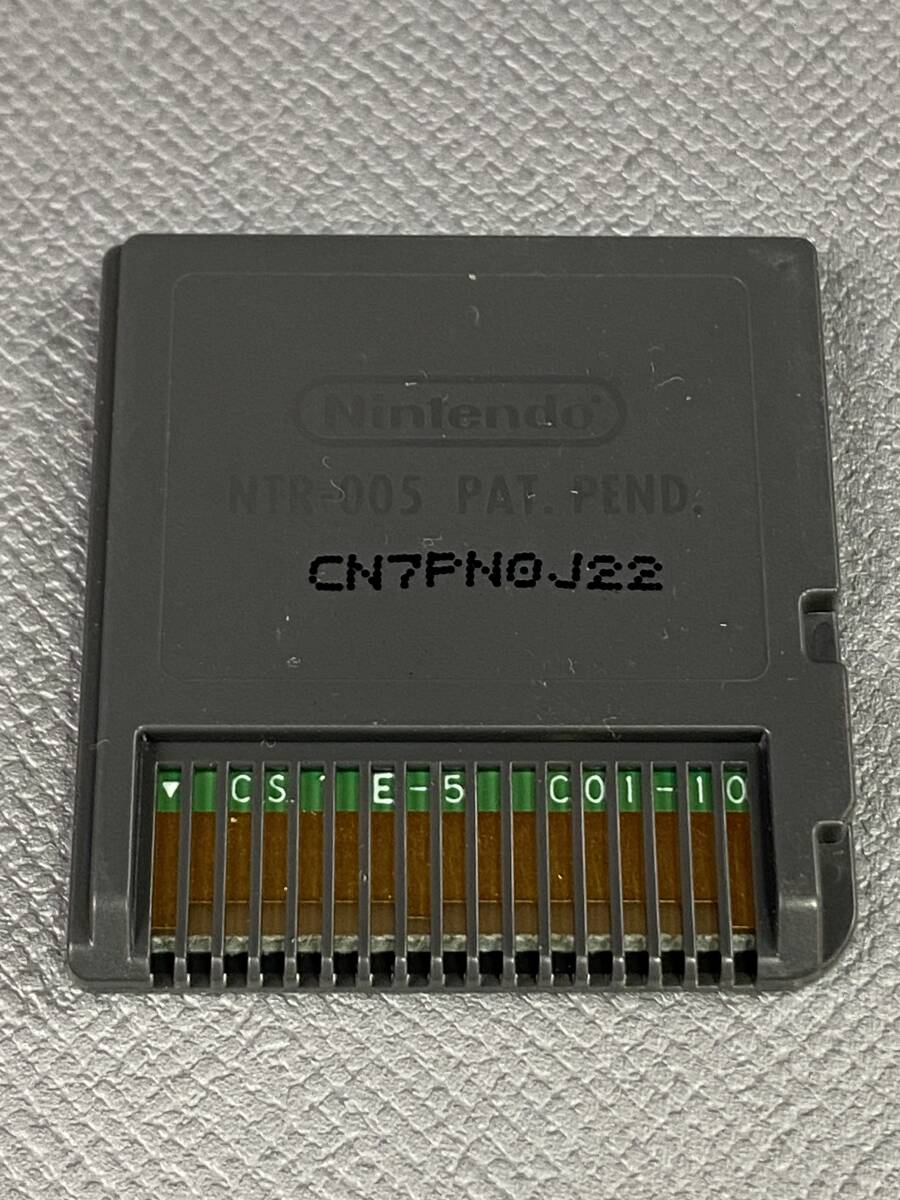 Nintendo
NTR-005 PAT. PEND.
CN7PN0J22
▼ CS E-5 C01-10